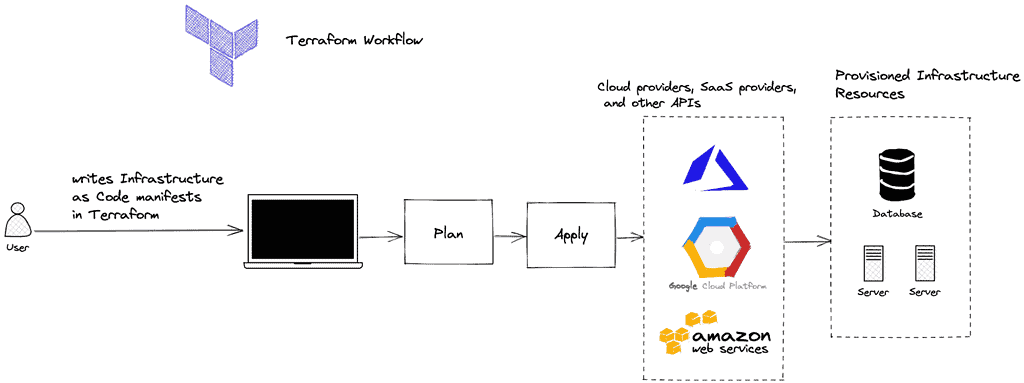 Terraform Workflow
writes Infrastructure
as Code manifests
in Terraform
User
Plan
Apply
Cloud providers, SaaS providers,
and other APIs
Google Cloud Platform
amazon
web services
Provisioned Infrastructure
Resources
Database
Server
Server